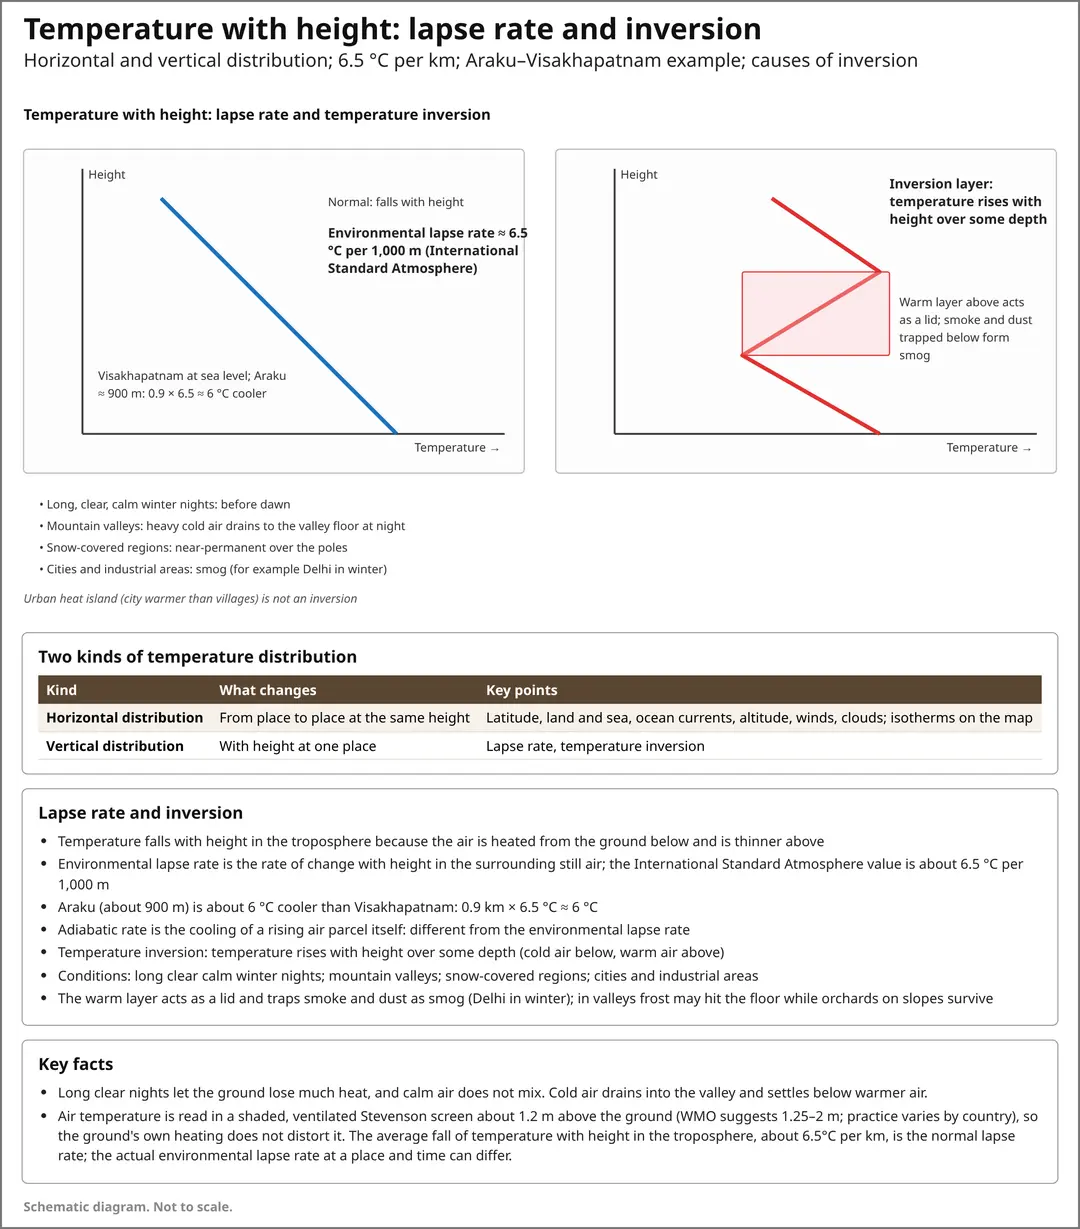 Temperature with height: lapse rate and inversion
Horizontal and vertical distribution; 6.5 °C per km; Araku–Visakhapatnam example; causes of inversion
Temperature with height: lapse rate and temperature inversion
Height
Normal: falls with height
Environmental lapse rate ≈ 6.5
°C per 1,000 m (International
Standard Atmosphere)
Visakhapatnam at sea level; Araku
≈ 900 m: 0.9 × 6.5 ≈ 6 °C cooler
Temperature →
Height
Inversion layer:
temperature rises with
height over some depth
Warm layer above acts
as a lid; smoke and dust
trapped below form
smog
Temperature →
• Long, clear, calm winter nights: before dawn
• Mountain valleys: heavy cold air drains to the valley floor at night
• Snow-covered regions: near-permanent over the poles
• Cities and industrial areas: smog (for example Delhi in winter)
Urban heat island (city warmer than villages) is not an inversion
Two kinds of temperature distribution
Kind What changes Key points
Horizontal distribution From place to place at the same height Latitude, land and sea, ocean currents, altitude, winds, clouds; isotherms on the map
Vertical distribution With height at one place Lapse rate, temperature inversion
Lapse rate and inversion
• Temperature falls with height in the troposphere because the air is heated from the ground below and is thinner above
• Environmental lapse rate is the rate of change with height in the surrounding still air; the International Standard Atmosphere value is about 6.5 °C per
1,000 m
• Araku (about 900 m) is about 6 °C cooler than Visakhapatnam: 0.9 km × 6.5 °C ≈ 6 °C
• Adiabatic rate is the cooling of a rising air parcel itself: different from the environmental lapse rate
• Temperature inversion: temperature rises with height over some depth (cold air below, warm air above)
• Conditions: long clear calm winter nights; mountain valleys; snow-covered regions; cities and industrial areas
• The warm layer acts as a lid and traps smoke and dust as smog (Delhi in winter); in valleys frost may hit the floor while orchards on slopes survive
Key facts
• Long clear nights let the ground lose much heat, and calm air does not mix. Cold air drains into the valley and settles below warmer air.
• Air temperature is read in a shaded, ventilated Stevenson screen about 1.2 m above the ground (WMO suggests 1.25–2 m; practice varies by country), so
the ground's own heating does not distort it. The average fall of temperature with height in the troposphere, about 6.5°C per km, is the normal lapse
rate; the actual environmental lapse rate at a place and time can differ.
Schematic diagram. Not to scale.